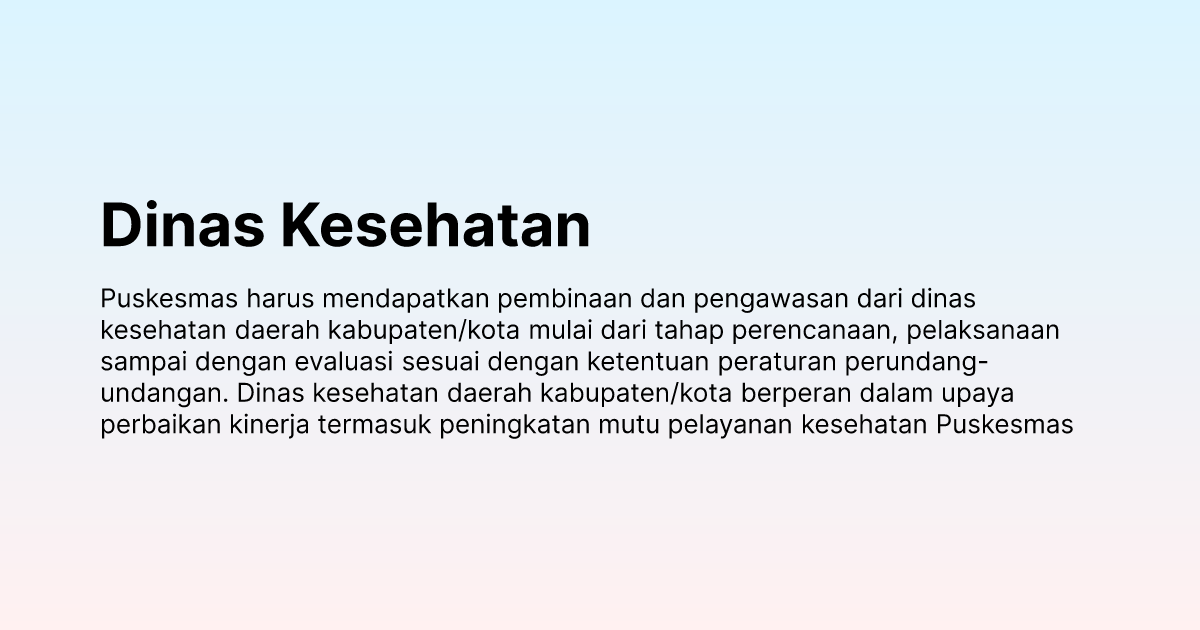 Dinas Kesehatan
Puskesmas harus mendapatkan pembinaan dan pengawasan dari dinas
kesehatan daerah kabupaten/kota mulai dari tahap perencanaan, pelaksanaan
sampai dengan evaluasi sesuai dengan ketentuan peraturan perundang-
undangan. Dinas kesehatan daerah kabupaten/kota berperan dalam upaya
perbaikan kinerja termasuk peningkatan mutu pelayanan kesehatan Puskesmas